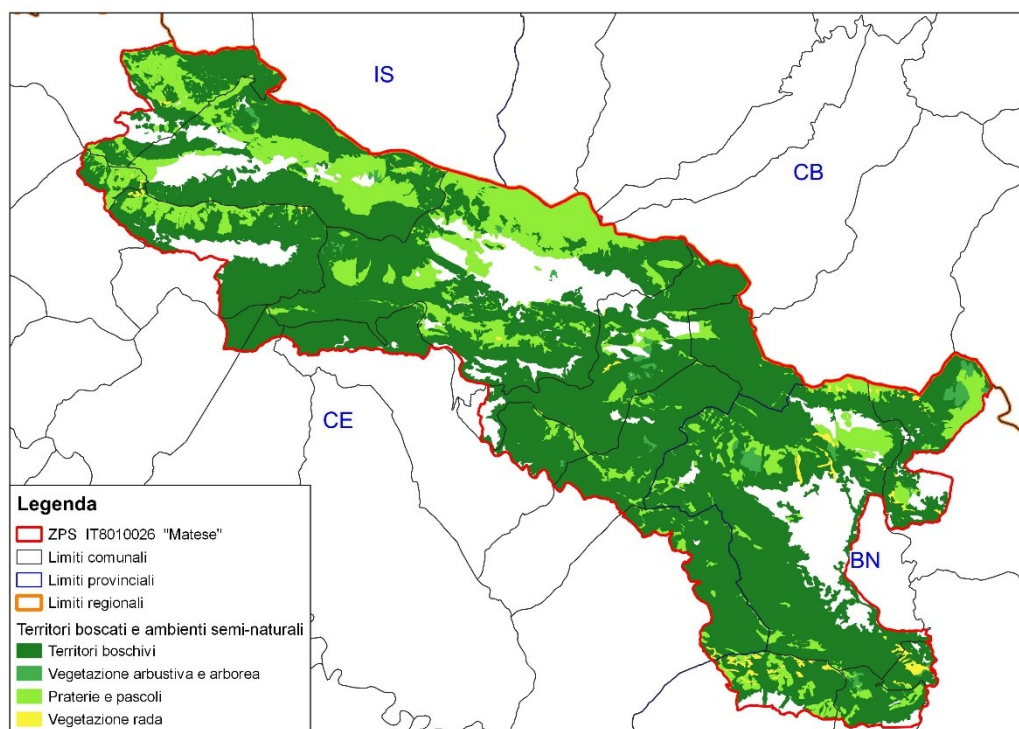 IS
CB
CE
BN
Legenda
ZPS IT8010026 "Matese"
Limiti comunali
Limiti provinciali
Limiti regionali
Territori boscati e ambienti semi-naturali
Territori boschivi
Vegetazione arbustiva e arborea
Praterie e pascoli
Vegetazione rada